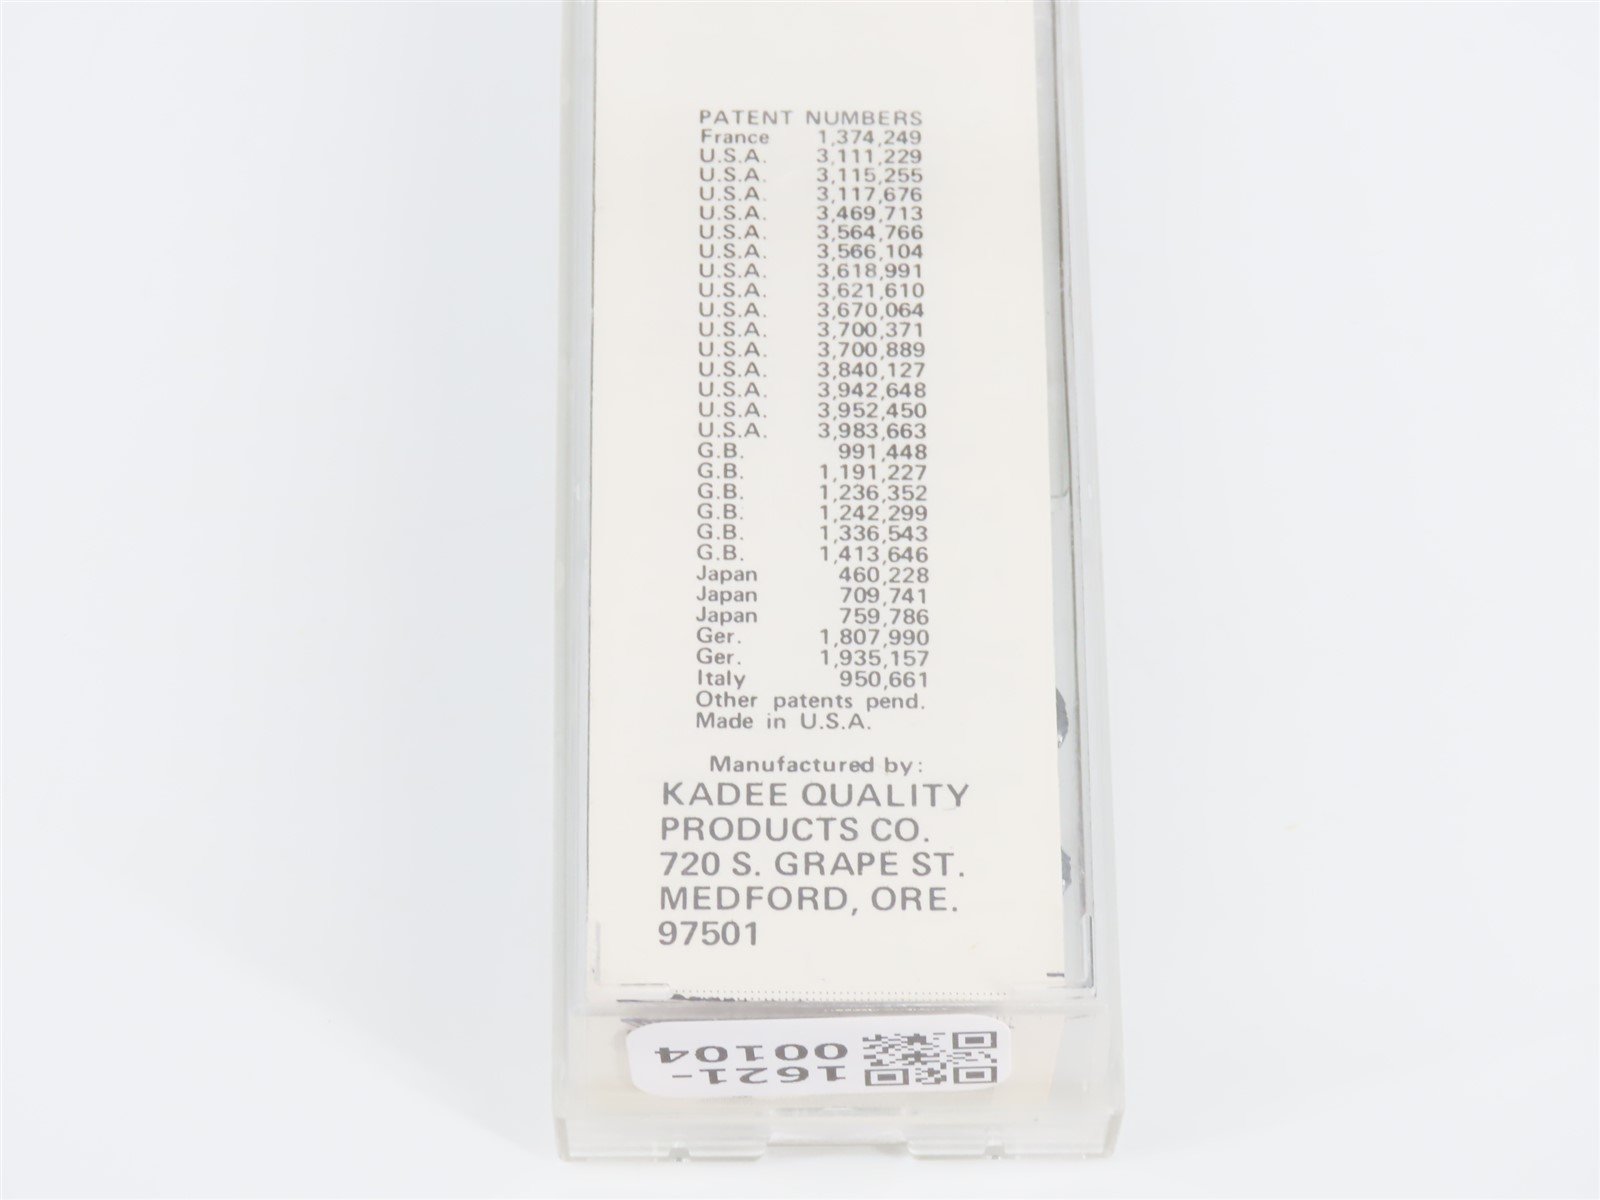 PATENT NUMBERS
France 1,374,249
U.S.A. 3,111,229
U.S.A. 3,115,255
U.S.A. 3,117,676
U.S.A. 3,469,713
U.S.A. 3,564,766
U.S.A. 3,566,104
U.S.A. 3,618,991
U.S.A. 3,621,610
U.S.A. 3,670,064
U.S.A. 3,700,371
U.S.A. 3,700,889
U.S.A. 3,840,127
U.S.A. 3,942,648
U.S.A. 3,952,450
U.S.A. 3,983,663
G.B. 991,448
G.B. 1,191,227
G.B. 1,236,352
G.B. 1,242,299
G.B. 1,336,543
G.B. 1,413,646
Japan 460,228
Japan 709,741
Japan 759,786
Ger. 1,807,990
Ger. 1,935,157
Italy 950,661
Other patents pend.
Made in U.S.A.
Manufactured by:
KADEE QUALITY
PRODUCTS CO.
720 S. GRAPE ST.
MEDFORD, ORE.
97501
1621-
00104